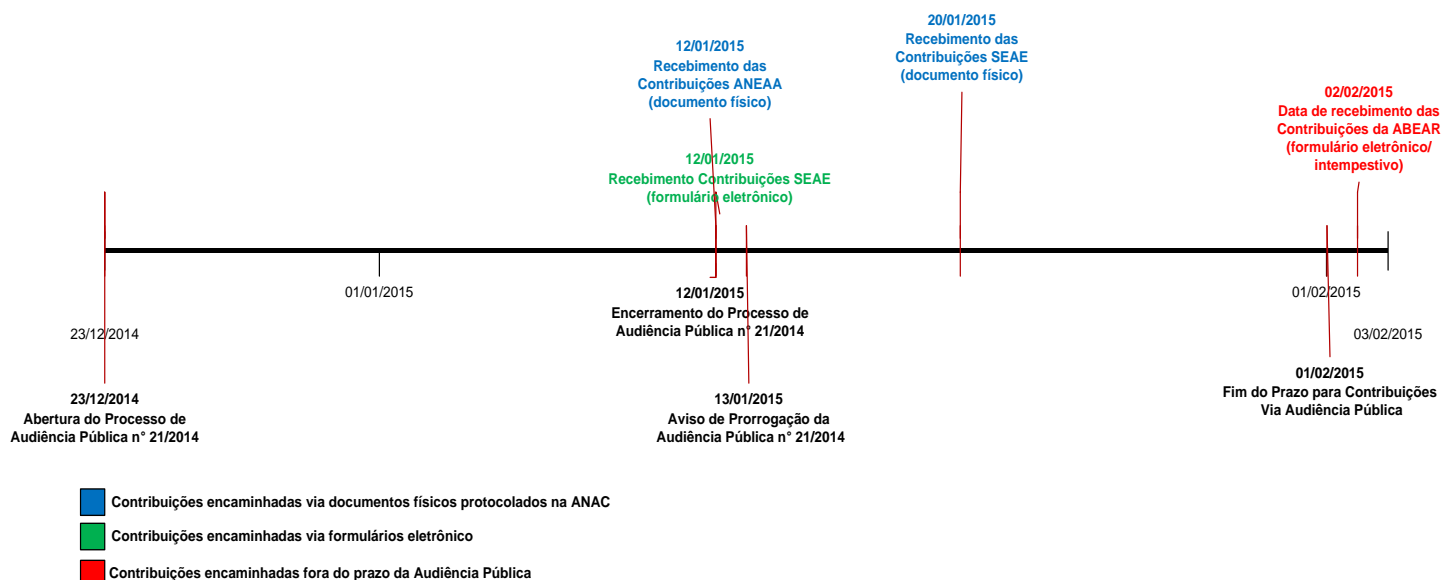 20/01/2015
Recebimento das
Contribuições SEAE
(documento físico)
12/01/2015
Recebimento das
Contribuições ANEAA
(documento físico)
02/02/2015
Data de recebimento das
Contribuições da ABEAR
(formulário eletrônico/
intempestivo)
12/01/2015
Recebimento Contribuições SEAE
(formulário eletrônico)
01/01/2015
12/01/2015
Encerramento do Processo de
Audiência Pública n° 21/2014
01/02/2015
23/12/2014
03/02/2015
23/12/2014
Abertura do Processo de
Audiência Pública n° 21/2014
13/01/2015
Aviso de Prorrogação da
Audiência Pública n° 21/2014
01/02/2015
Fim do Prazo para Contribuições
Via Audiência Pública
Contribuições encaminhadas via documentos físicos protocolados na ANAC
Contribuições encaminhadas via formulários eletrônico
Contribuições encaminhadas fora do prazo da Audiência Pública